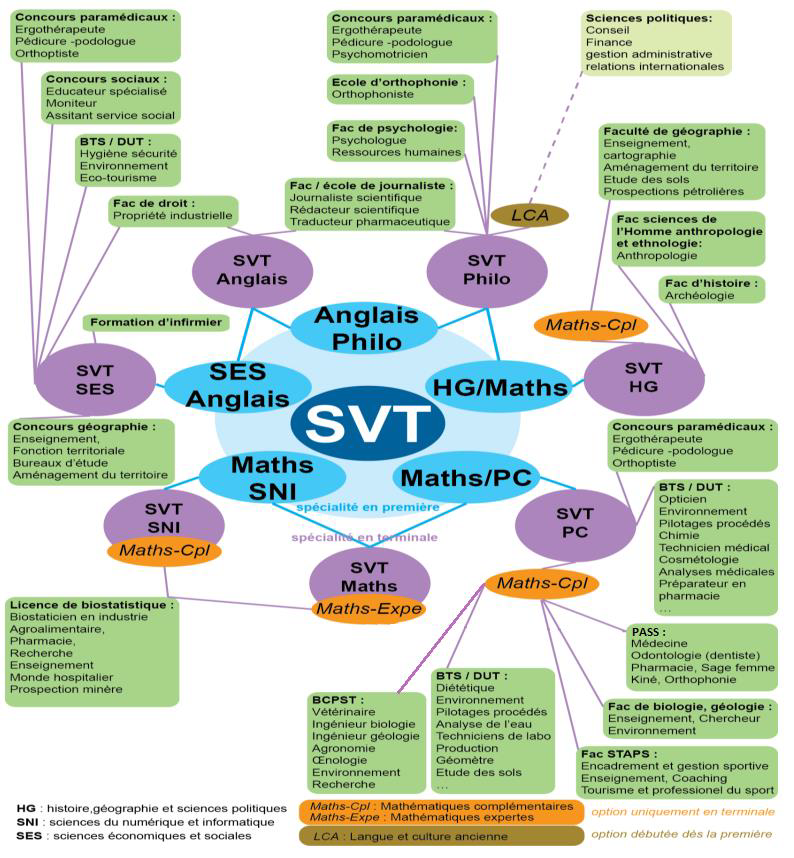 Concours paramédicaux :
Ergothérapeute
Pédicure -podologue
Orthoptiste
Concours sociaux :
Educateur spécialisé
Moniteur
Assitant service social
BTS / DUT :
Hygiène sécurité
Environnement
Eco-tourisme
Fac de droit :
Propriété industrielle
Concours paramédicaux :
Ergothérapeute
Pédicure -podologue
Psychomotricien
Ecole d'orthophonie :
Orthophoniste
Fac de psychologie:
Psychologue
Ressources humaines
Fac / école de journaliste :
Journaliste scientifique
Rédacteur scientifique
Traducteur pharmaceutique
Sciences politiques:
Conseil
Finance
gestion administrative
relations internationales
LCA
Faculté de géographie :
Enseignement,
cartographie
Aménagement du territoire
Etude des sols
Prospections pétrolières
Fac sciences de
l'Homme anthropologie
et ethnologie:
Anthropologie
Fac d'histoire :
Archéologie
SVT
Anglais
SVT
Philo
Maths-Cpl
Formation d'infirmier
Anglais
Philo
SVT
SES
SES
Anglais
HG/Maths
SVT
HG
SVT
Concours géographie :
Enseignement,
Fonction territoriale
Bureaux d'étude
Aménagement du territoire
Maths
SNI
Maths/PC
spécialité en première
spécialité en terminale
Concours paramédicaux :
Ergothérapeute
Pédicure -podologue
Orthoptiste
BTS / DUT :
Opticien
Environnement
Pilotages procédés
Chimie
Technicien médical
Cosmétologie
Analyses médicales
Préparateur en
pharmacie
...
SVT
SNI
Maths-Cpl
SVT
Maths
Maths-Expe
SVT
PC
Maths-Cpl
Licence de biostatistique :
Biostaticien en industrie
Agroalimentaire,
Pharmacie,
Recherche
Enseignement
Monde hospitalier
Prospection minère
PASS :
Médecine
Odontologie (dentiste)
Pharmacie, Sage femme
Kiné, Orthophonie
BCPST :
Vétérinaire
Ingénieur biologie
Ingénieur géologie
Agronomie
Œnologie
Environnement
Recherche
BTS / DUT :
Diététique
Environnement
Pilotages procédés
Analyse de l'eau
Techniciens de labo
Production
Géomètre
Etude des sols
...
Fac de biologie, géologie :
Enseignement, Chercheur
Environnement
Fac STAPS :
Encadrement et gestion sportive
Enseignement, Coaching
Tourisme et professionel du sport
HG : histoire,géographie et sciences politiques
SNI : sciences du numérique et informatique
SES : sciences économiques et sociales
Maths-Cpl : Mathématiques complémentaires
Maths-Expe : Mathématiques expertes
option uniquement en terminale
LCA : Langue et culture ancienne
option débutée dès la première